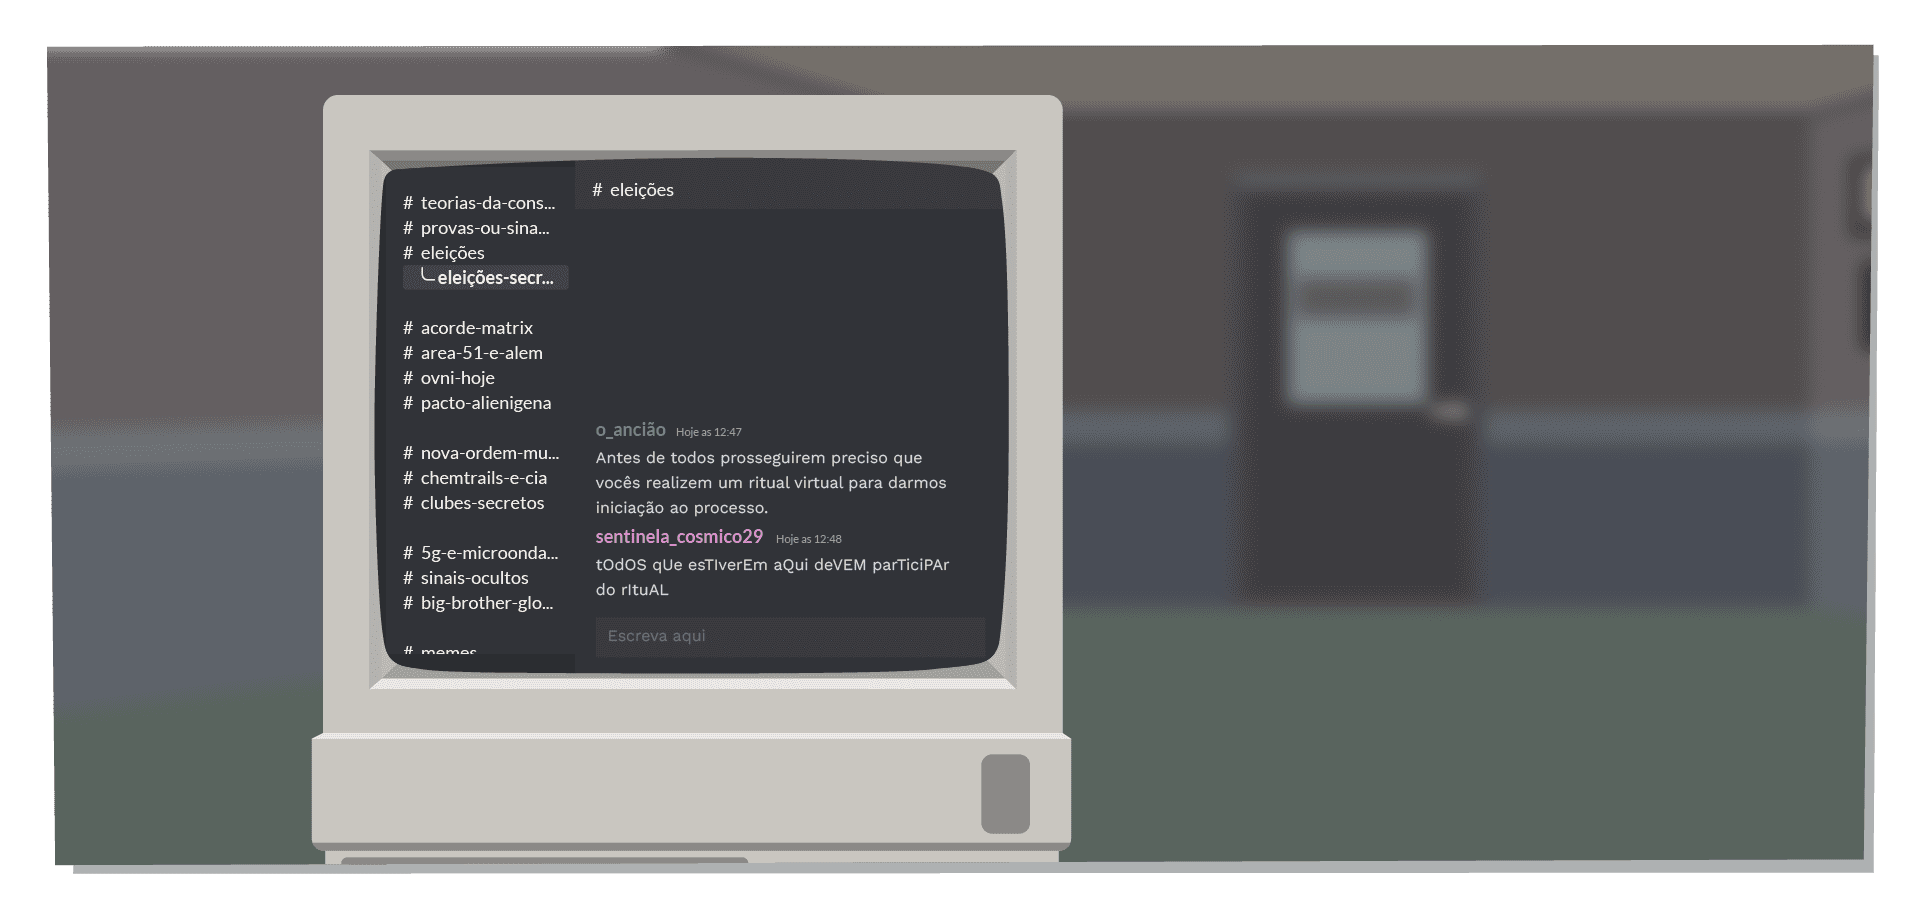 # teorias-da-cons...
# provas-ou-sina...
# eleições
eleições-secr...
# acorde-matrix
# area-51-e-alem
# ovni-hoje
# pacto-alienigena
# nova-ordem-mu...
# chemtrails-e-cia
# clubes-secretos
# 5g-e-microonda...
# sinais-ocultos
# big-brother-glo...
# memes
# eleições
o_ancião Hoje as 12:47
Antes de todos prosseguirem preciso que
vocês realizem um ritual virtual para darmos
iniciação ao processo.
sentinela_cosmico29 Hoje as 12:48
tOdOS qUe esTIverEm aQui deVEM parTiciPAr
do rItuAL
Escreva aqui